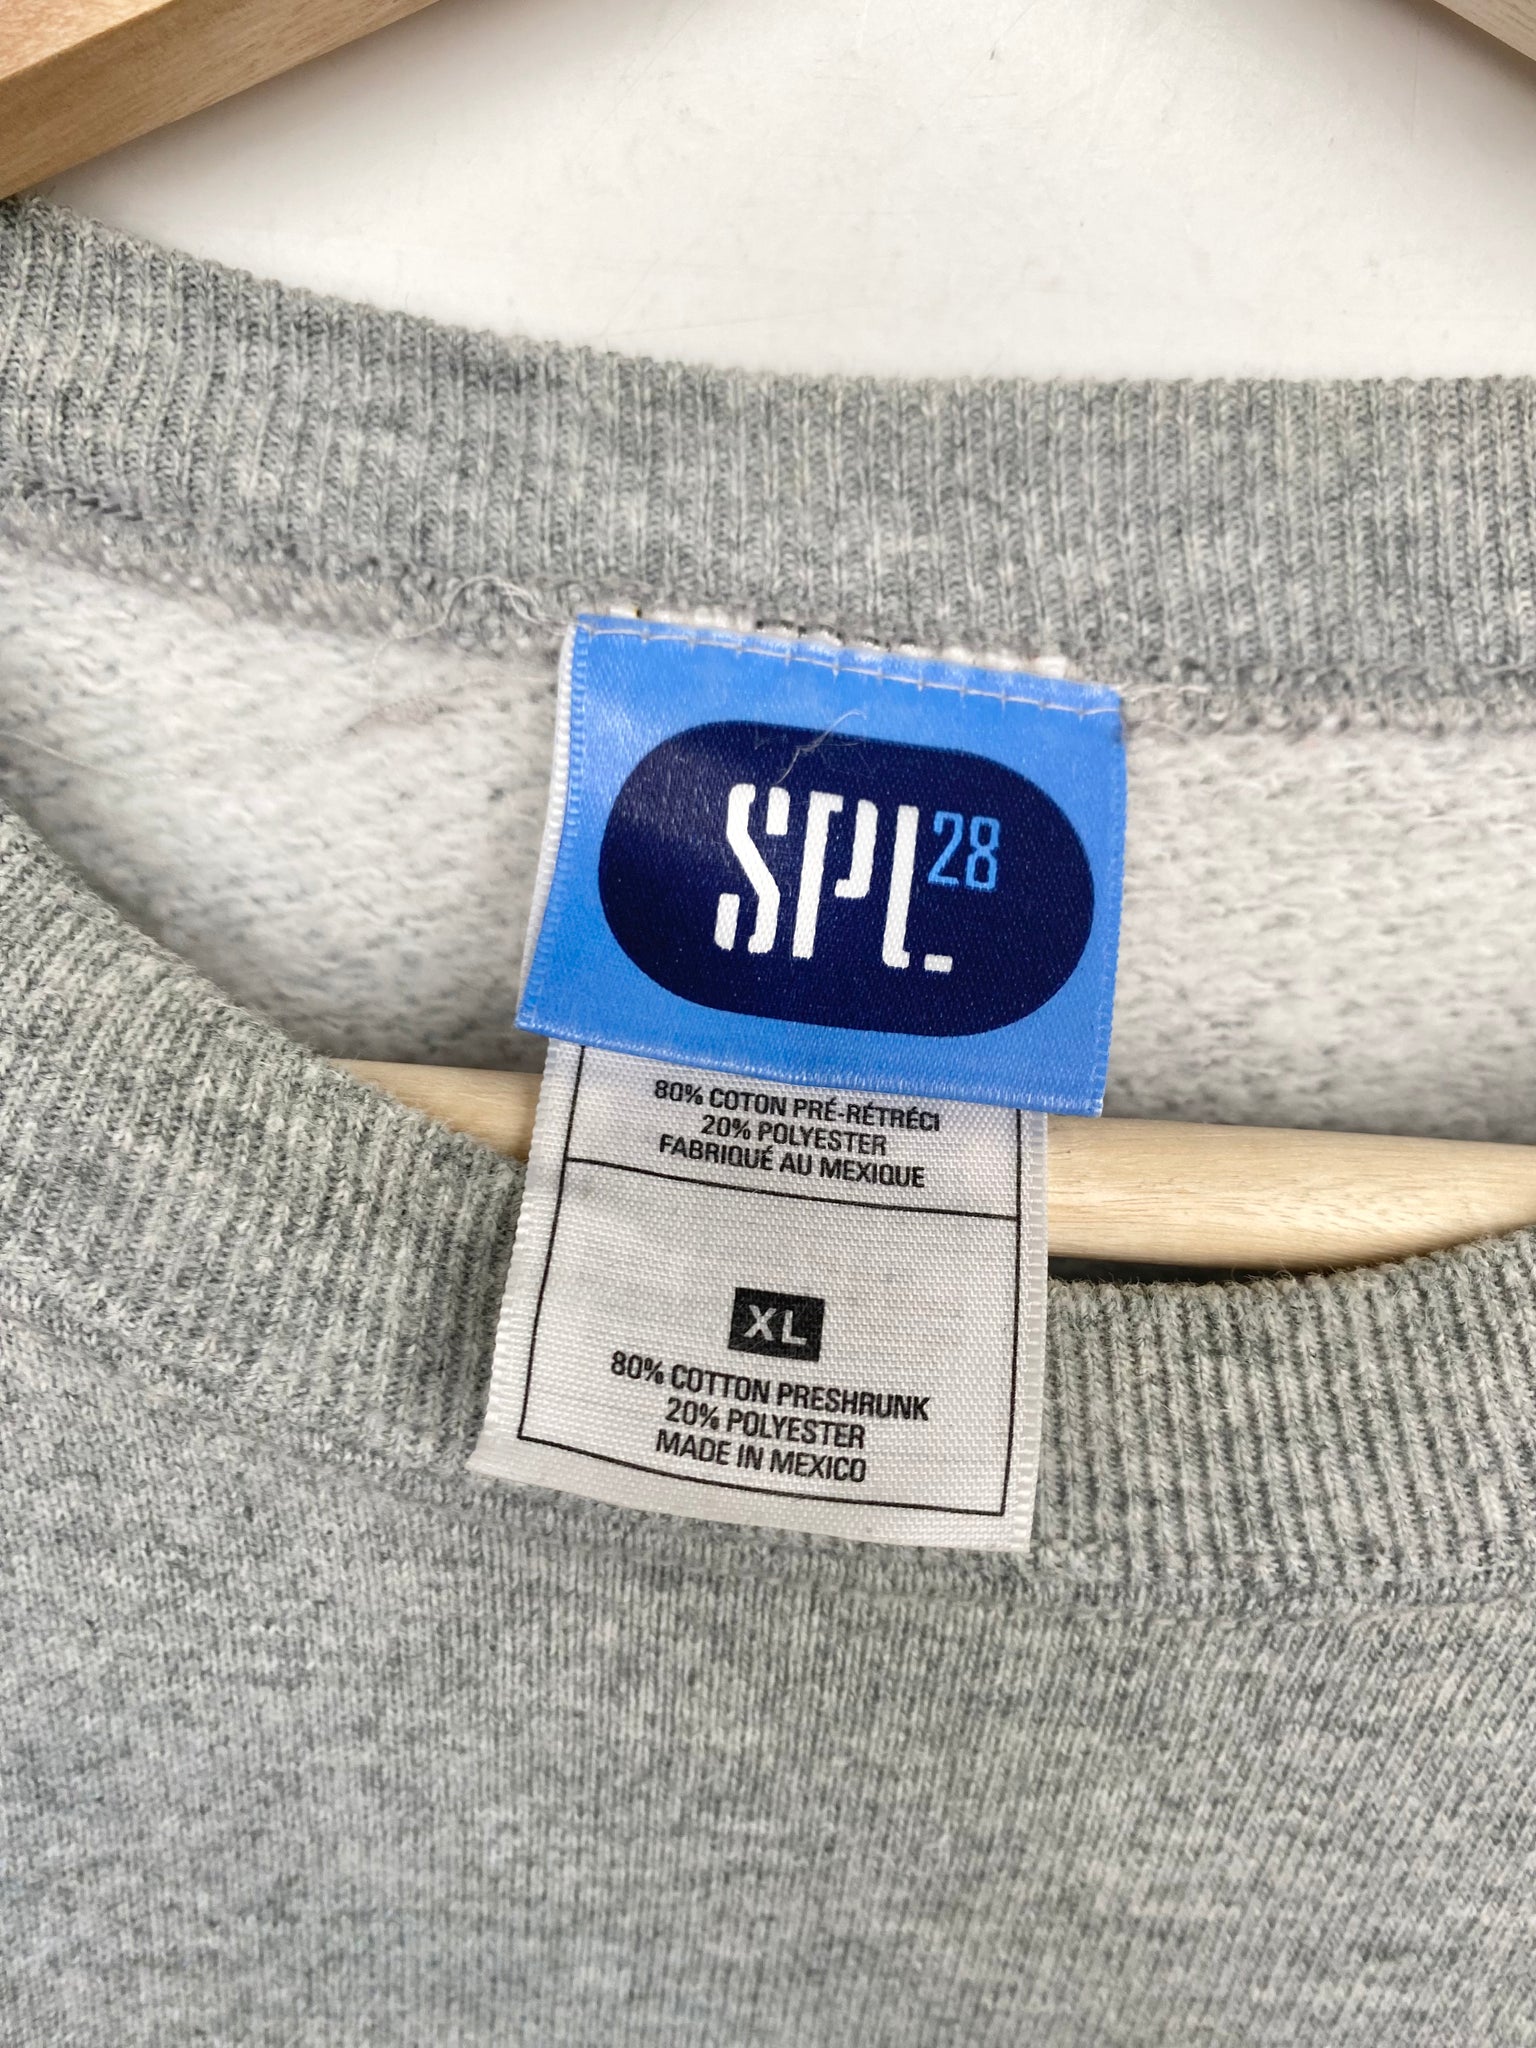 SPL.28
80% COTON PRÉ-RÉTRÉCI
20% POLYESTER
FABRIQUÉ AU MEXIQUE
XL
80% COTTON PRESHRUNK
20% POLYESTER
MADE IN MEXICO